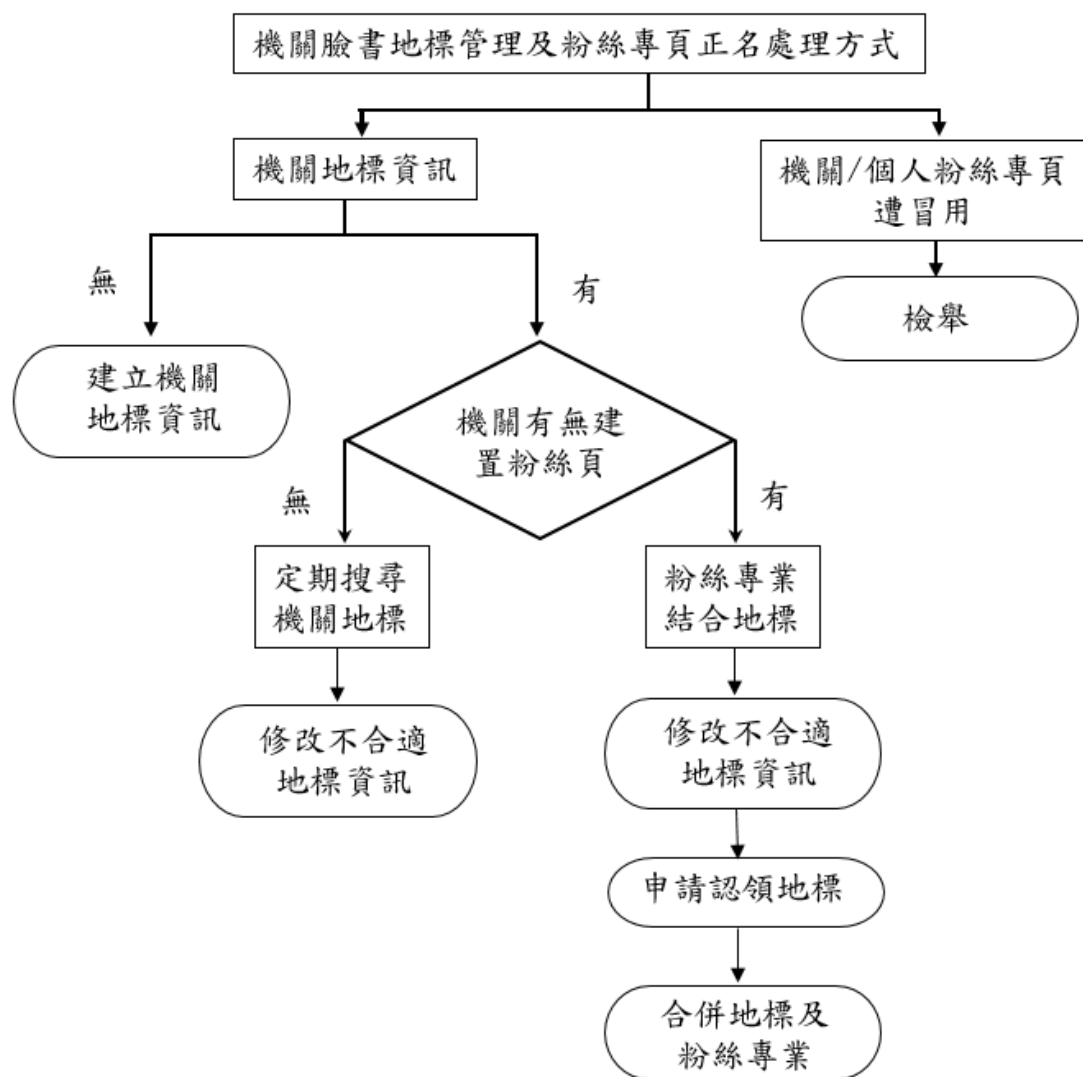 機關臉書地標管理及粉絲專頁正名處理方式
機關地標資訊
機關/個人粉絲專頁
遭冒用
無
有
檢舉
建立機關
地標資訊
機關有無建
置粉絲頁
無
有
定期搜尋
機關地標
粉絲專業
結合地標
修改不合適
地標資訊
修改不合適
地標資訊
申請認領地標
合併地標及
粉絲專業